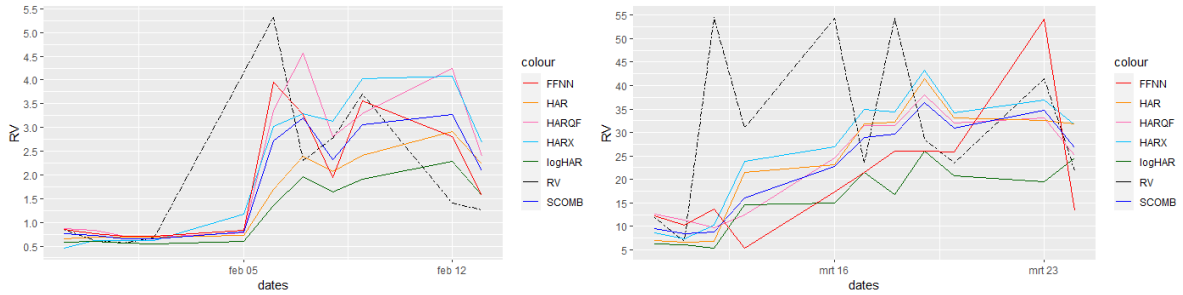 5.5
5.0
4.5
4.0
3.5
3.0
2.5
2.0
1.5
1.0
0.5
RV
feb 05
feb 12
dates
colour
FFNN
HAR
HARQF
HARX
logHAR
RV
SCOMB
55
50
45
40
35
30
25
20
15
10
5
RV
mrt 16
mrt 23
dates
colour
FFNN
HAR
HARQF
HARX
logHAR
RV
SCOMB